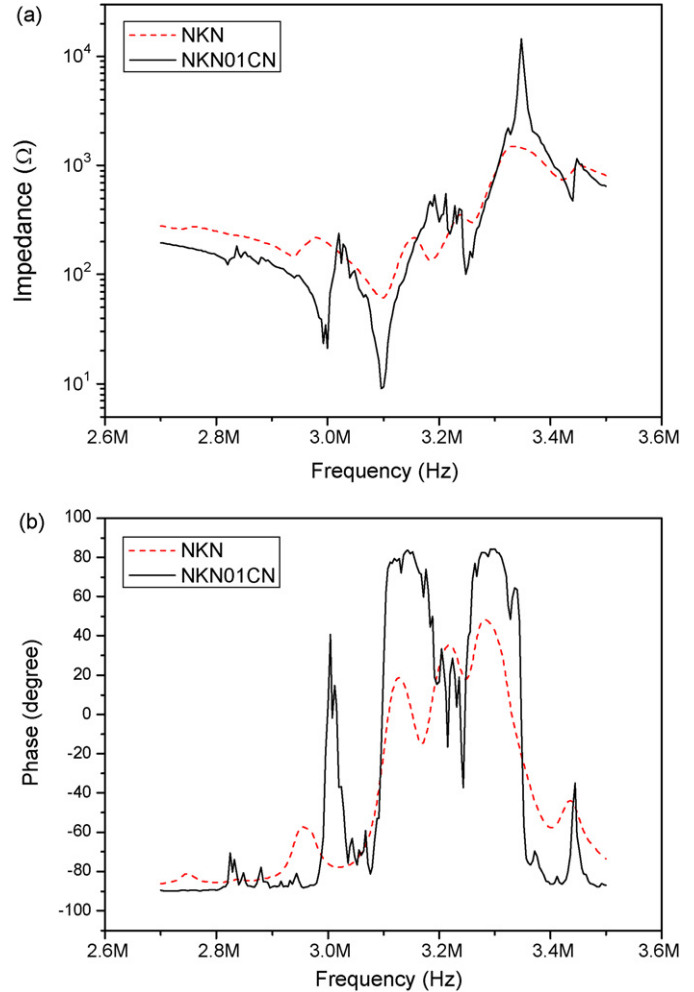 (a)
NKN
NKN01CN
10^4
10^3
10^2
10^1
Impedance (Ω)
2.6M 2.8M 3.0M 3.2M 3.4M 3.6M
Frequency (Hz)
(b)
NKN
NKN01CN
100
80
60
40
20
0
-20
-40
-60
-80
-100
Phase (degree)
2.6M 2.8M 3.0M 3.2M 3.4M 3.6M
Frequency (Hz)